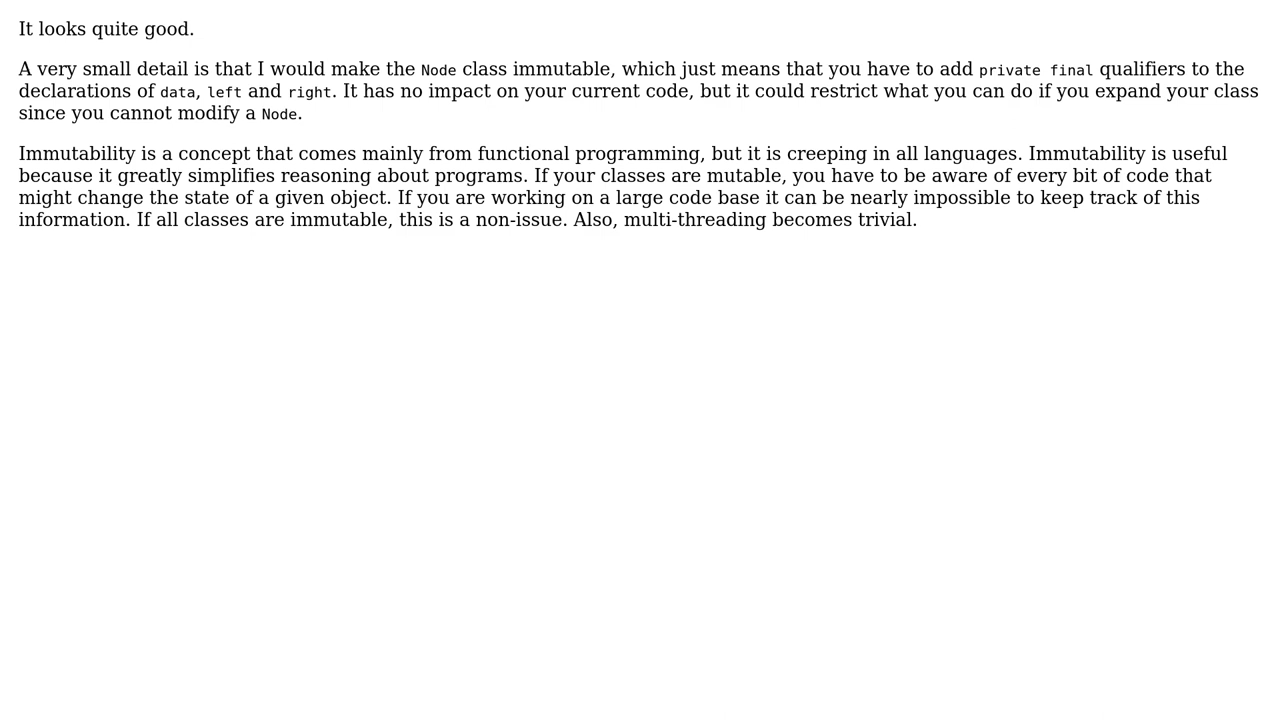 It looks quite good.
A very small detail is that I would make the Node class immutable, which just means that you have to add private final qualifiers to the
declarations of data, left and right. It has no impact on your current code, but it could restrict what you can do if you expand your class
since you cannot modify a Node.
Immutability is a concept that comes mainly from functional programming, but it is creeping in all languages. Immutability is useful
because it greatly simplifies reasoning about programs. If your classes are mutable, you have to be aware of every bit of code that
might change the state of a given object. If you are working on a large code base it can be nearly impossible to keep track of this
information. If all classes are immutable, this is a non-issue. Also, multi-threading becomes trivial.